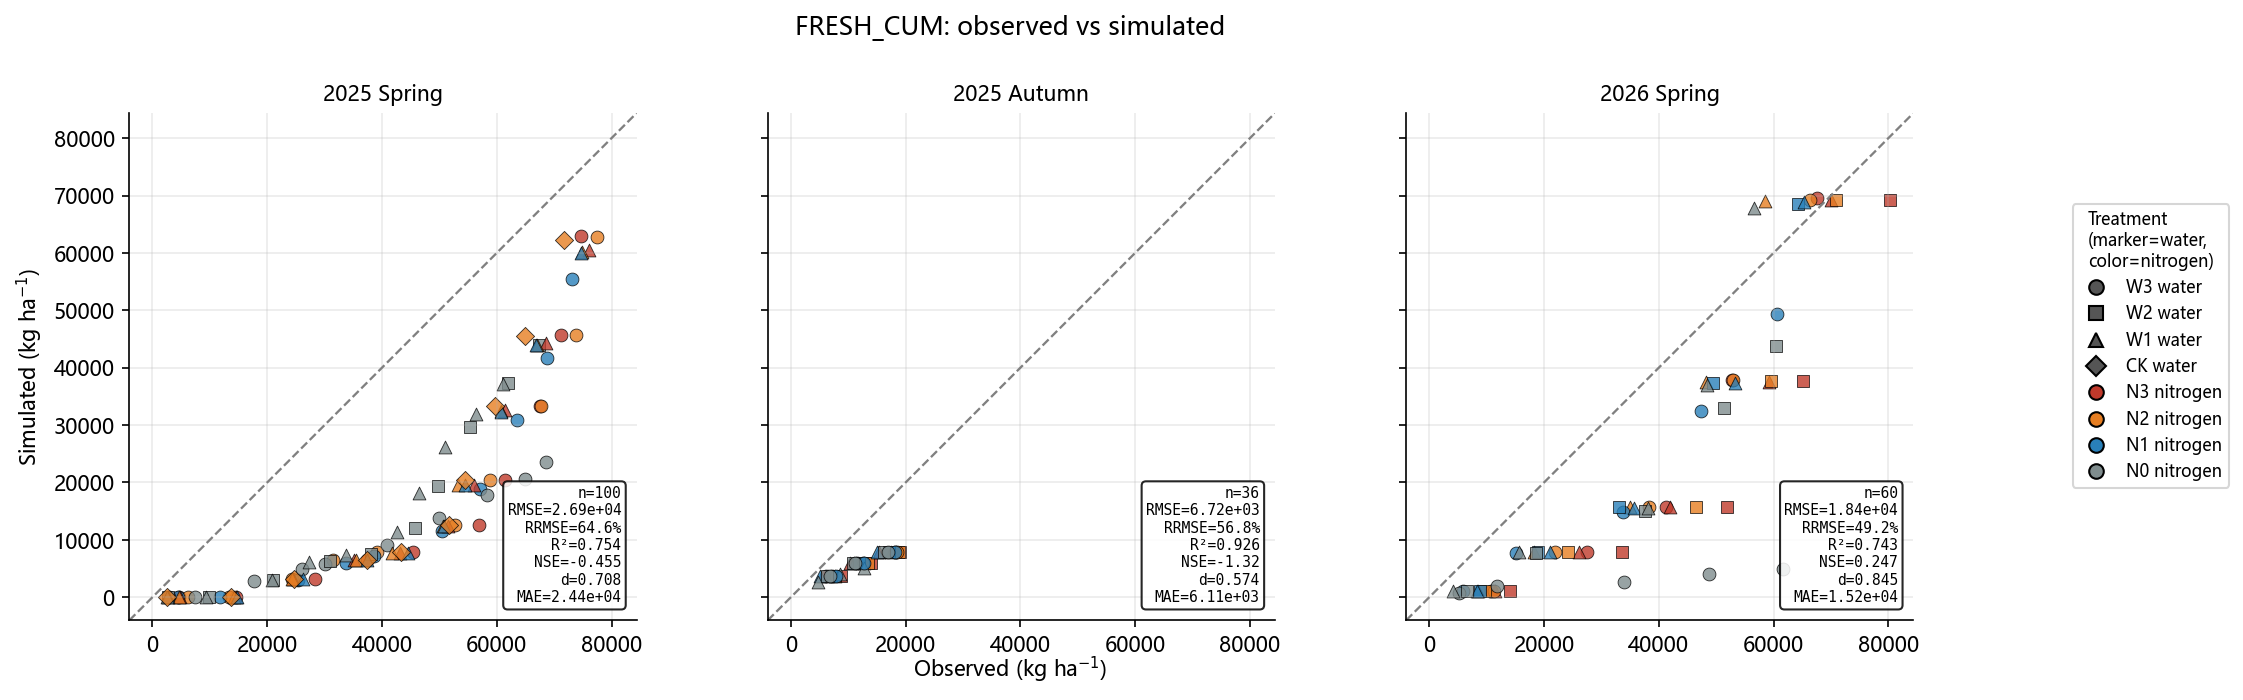 FRESH_CUM: observed vs simulated
2025 Spring
2025 Autumn
2026 Spring
Simulated (kg ha⁻¹)
80000
70000
60000
50000
40000
30000
20000
10000
0
n=100
RMSE=2.69e+04
RRMSE=64.6%
R²=0.754
NSE=-0.455
d=0.708
MAE=2.44e+04
0 20000 40000 60000 80000
n=36
RMSE=6.72e+03
RRMSE=56.8%
R²=0.926
NSE=-1.32
d=0.574
MAE=6.11e+03
0 20000 40000 60000 80000
n=60
RMSE=1.84e+04
RRMSE=49.2%
R²=0.743
NSE=0.247
d=0.845
MAE=1.52e+04
0 20000 40000 60000 80000
Observed (kg ha⁻¹)
Treatment
(marker=water,
color=nitrogen)
W3 water
W2 water
W1 water
CK water
N3 nitrogen
N2 nitrogen
N1 nitrogen
N0 nitrogen